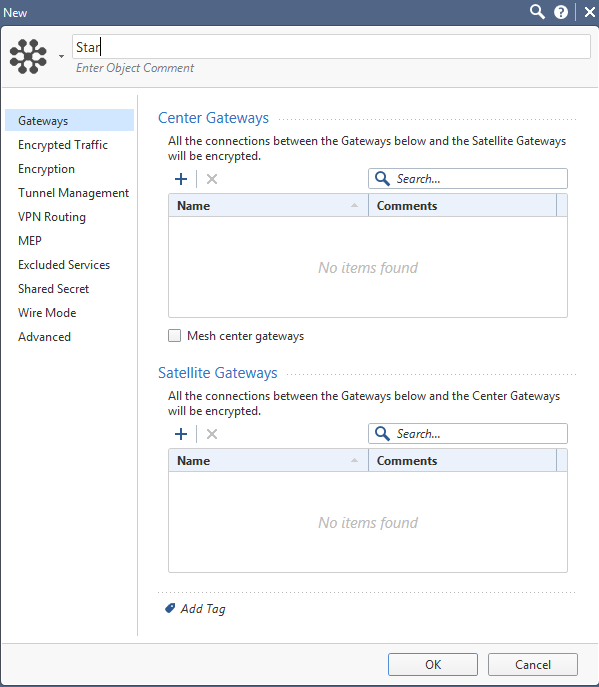 New
Star
Enter Object Comment
Gateways
Encrypted Traffic
Encryption
Tunnel Management
VPN Routing
MEP
Excluded Services
Shared Secret
Wire Mode
Advanced
Center Gateways
All the connections between the Gateways below and the Satellite Gateways
will be encrypted.
Search...
Name Comments
No items found
Mesh center gateways
Satellite Gateways
All the connections between the Gateways below and the Center Gateways
will be encrypted.
Search...
Name Comments
No items found
Add Tag
OK Cancel